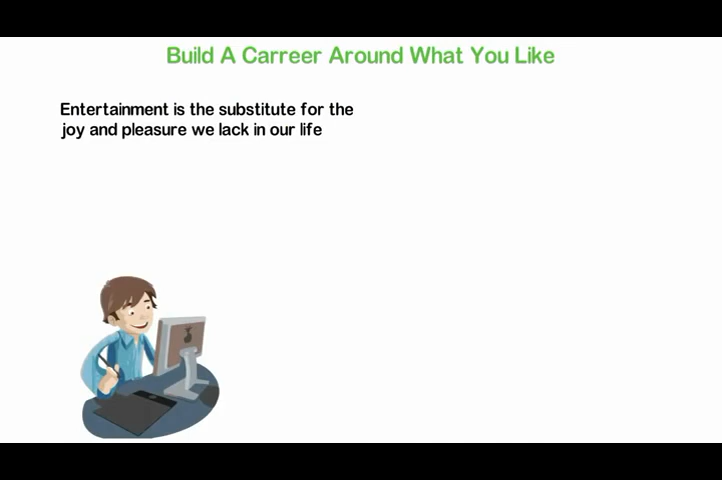 Build A Carreer Around What You Like
Entertainment is the substitute for the
joy and pleasure we lack in our life